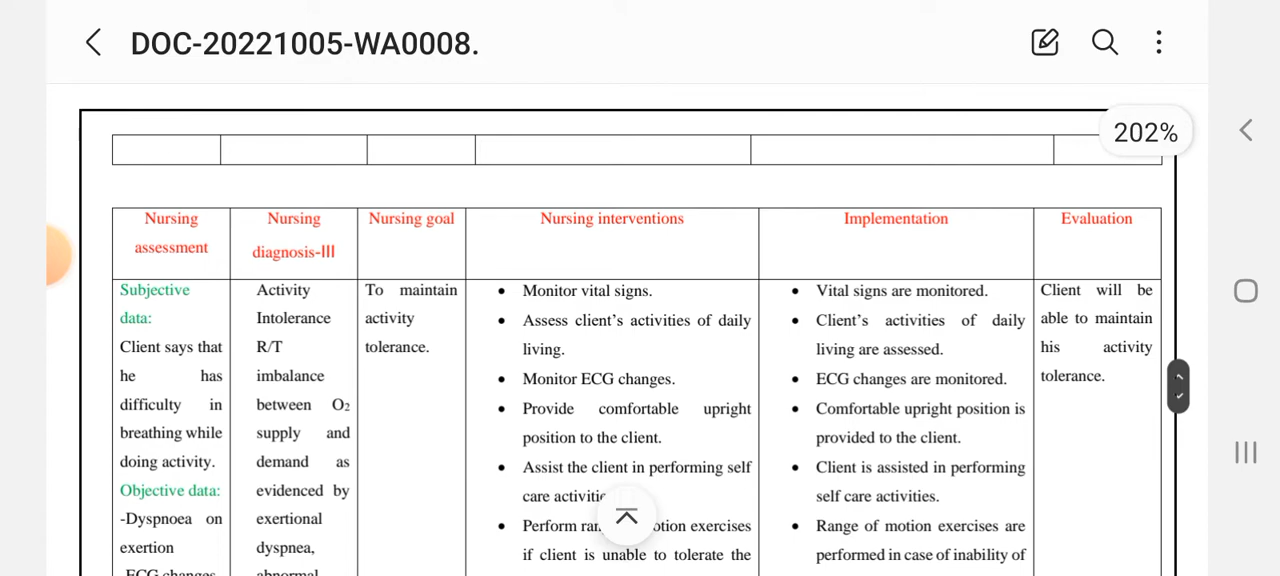 DOC-20221005-WA0008.
202%
Nursing
assessment
Nursing
diagnosis-III
Nursing goal
Nursing interventions
Implementation
Evaluation
Subjective
data:
Client says that
he has
difficulty in
breathing while
doing activity.
Objective data:
-Dyspnoea on
exertion
ECG changes
Activity
Intolerance
R/T
imbalance
between O₂
supply and
demand as
evidenced by
exertional
dyspnea,
abnormal
To maintain
activity
tolerance.
• Monitor vital signs.
• Assess client's activities of daily
living.
• Monitor ECG changes.
• Provide comfortable upright
position to the client.
• Assist the client in performing self
care
• Perform exercises
if client is unable to tolerate the
• Vital signs are monitored.
• Client's activities of daily
living are assessed.
• ECG changes are monitored.
• Comfortable upright position is
provided to the client.
• Client is assisted in performing
self care activities.
• Range of motion exercises are
performed in case of inability of
Client will be
able to maintain
his activity
tolerance.